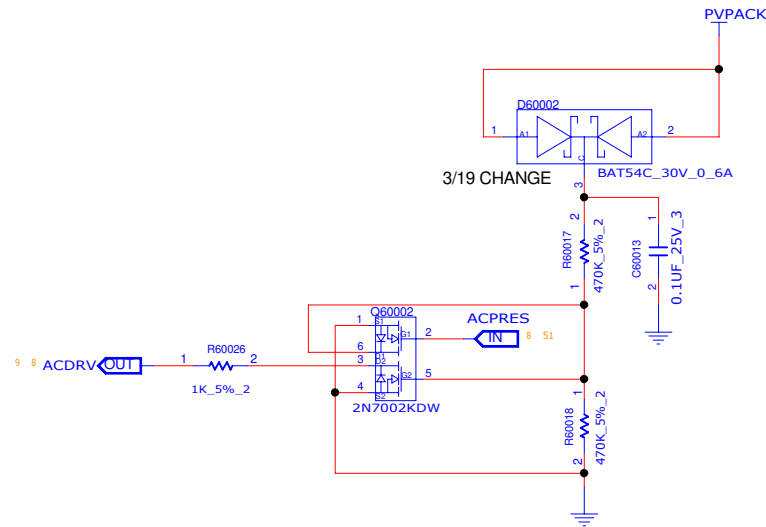 PVPACK
D60002
1
A1
A2
2
C
BAT54C_30V_0_6A
3/19 CHANGE
3
2
R60017
470K_5%_2
1
1
C60013
0.1UF_25V_3
2
Q60002
1
S1
G1
2
ACPRES
IN
8 51
6
D1
3
D2
G2
5
4
S2
2N7002KDW
9 8 ACDRV OUT
1
R60026
2
1K_5%_2
1
R60018
470K_5%_2
2